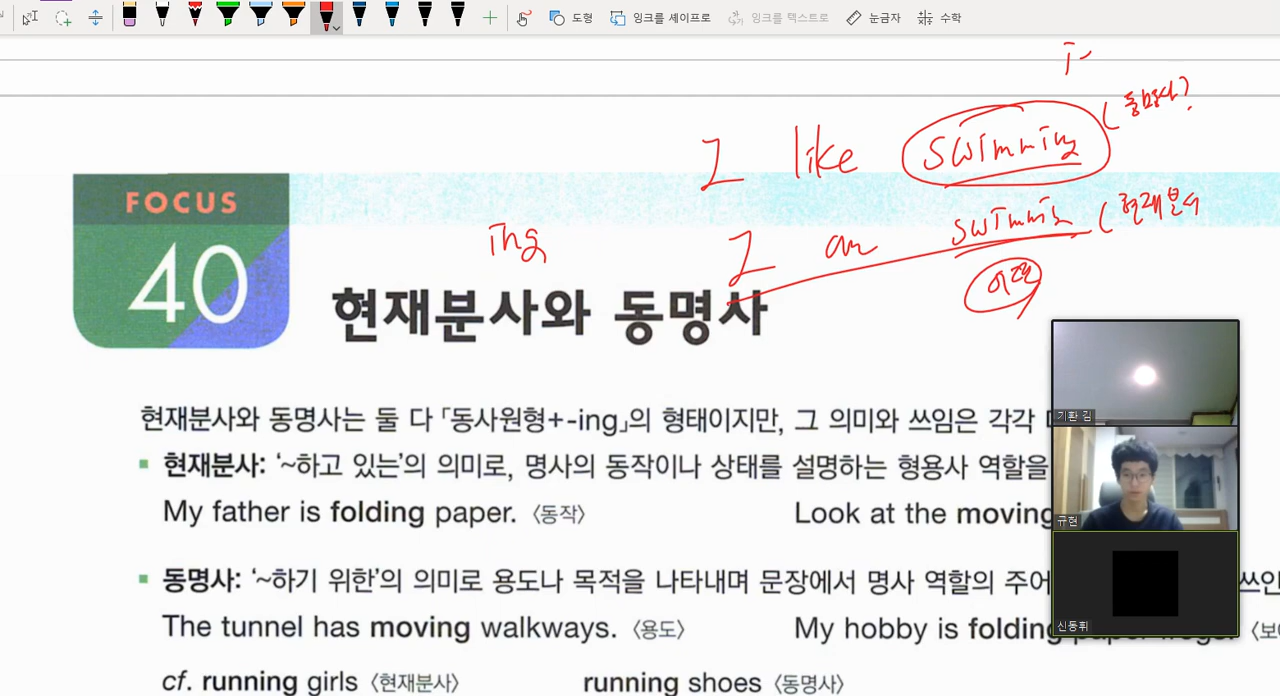 도형 잉크를 셰이프로 잉크를 텍스트로 눈금자 수학
I like swimming (동명사?
FOCUS
40
ing
I am swimming (현재분사
현재분사와 동명사
현재분사와 동명사는 둘 다 「동사원형+-ing」의 형태이지만, 그 의미와 쓰임은 각각
현재분사: ‘~하고 있는’의 의미로, 명사의 동작이나 상태를 설명하는 형용사 역할을
My father is folding paper. 〈동작〉 Look at the moving
동명사: ‘~하기 위한’의 의미로 용도나 목적을 나타내며 문장에서 명사 역할의 주어 쓰인
The tunnel has moving walkways. 〈용도〉 My hobby is folding paper frogs. 〈보어
cf. running girls 〈현재분사〉 running shoes 〈동명사〉
기환 김
규현
신동휘